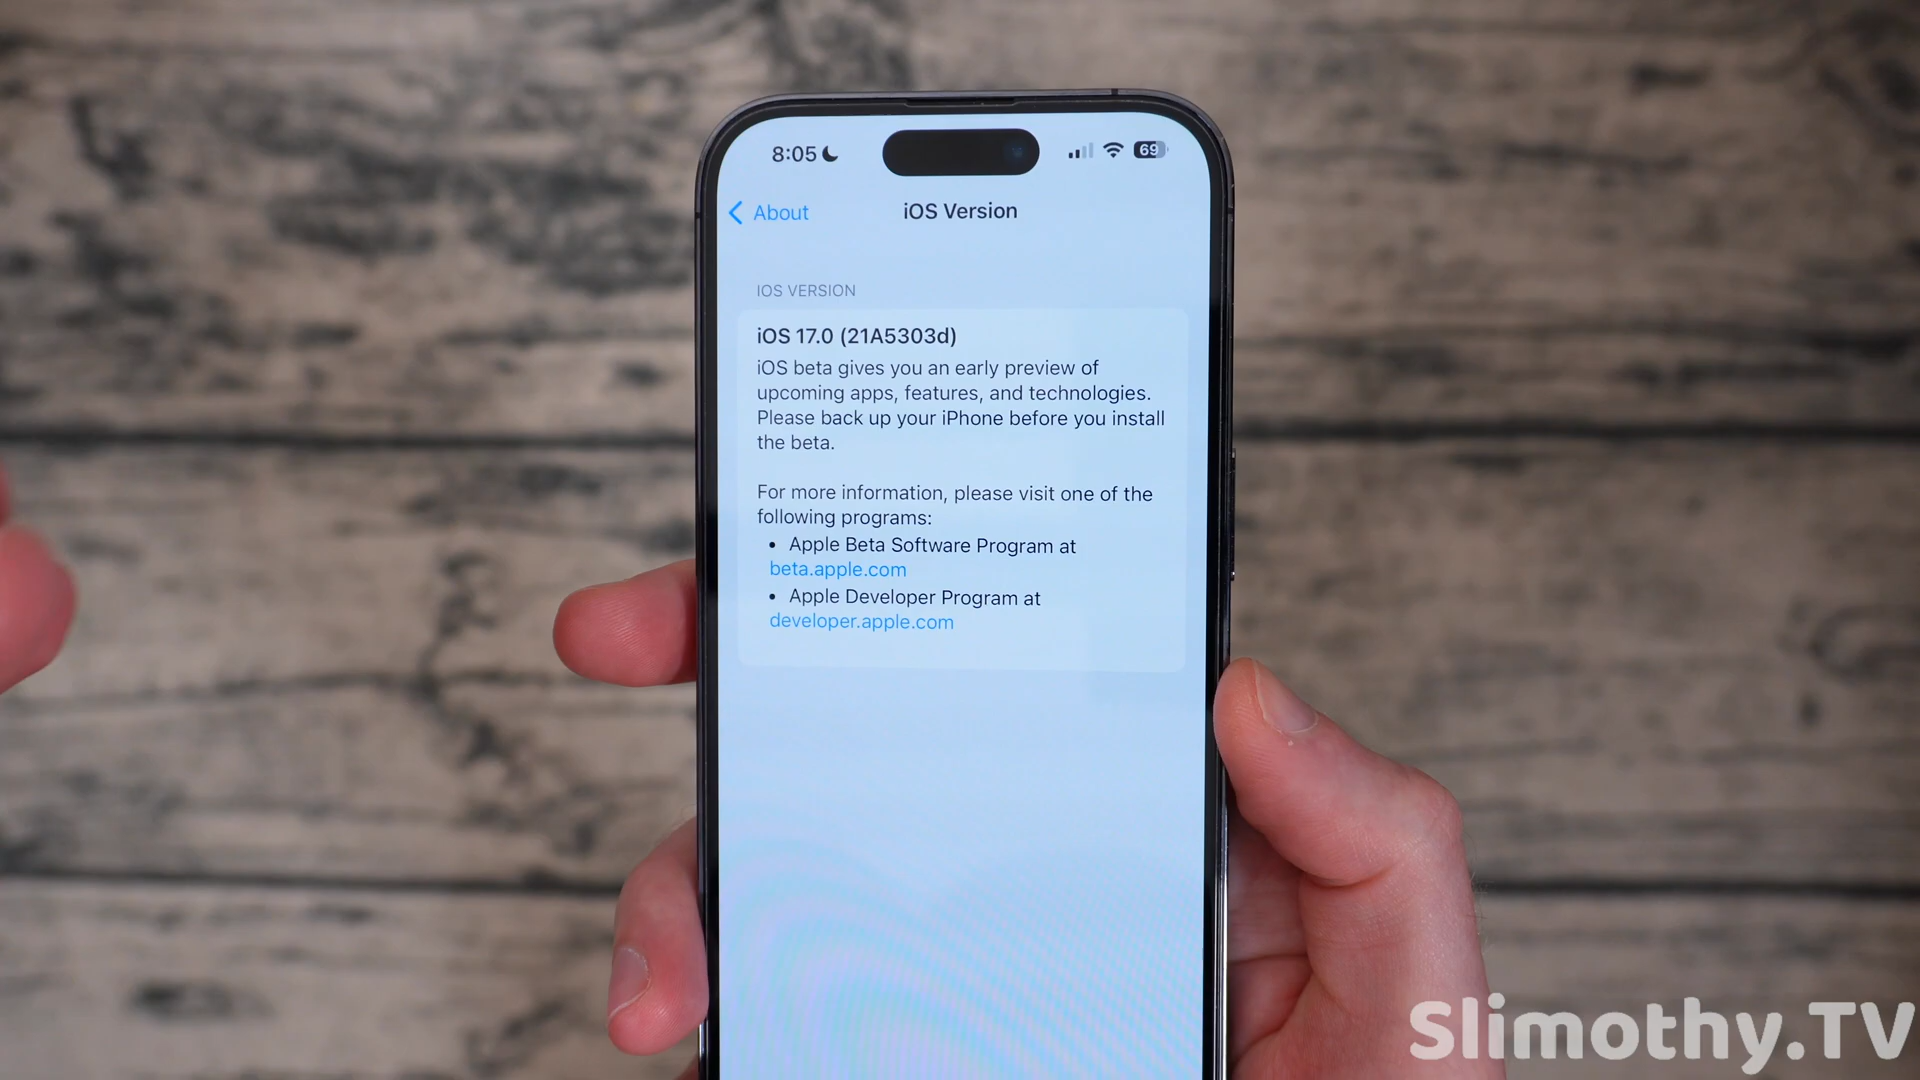 8:05
69
About
iOS Version
IOS VERSION
iOS 17.0 (21A5303d)
iOS beta gives you an early preview of
upcoming apps, features, and technologies.
Please back up your iPhone before you install
the beta.
For more information, please visit one of the
following programs:
• Apple Beta Software Program at
beta.apple.com
• Apple Developer Program at
developer.apple.com
Slimothy.TV